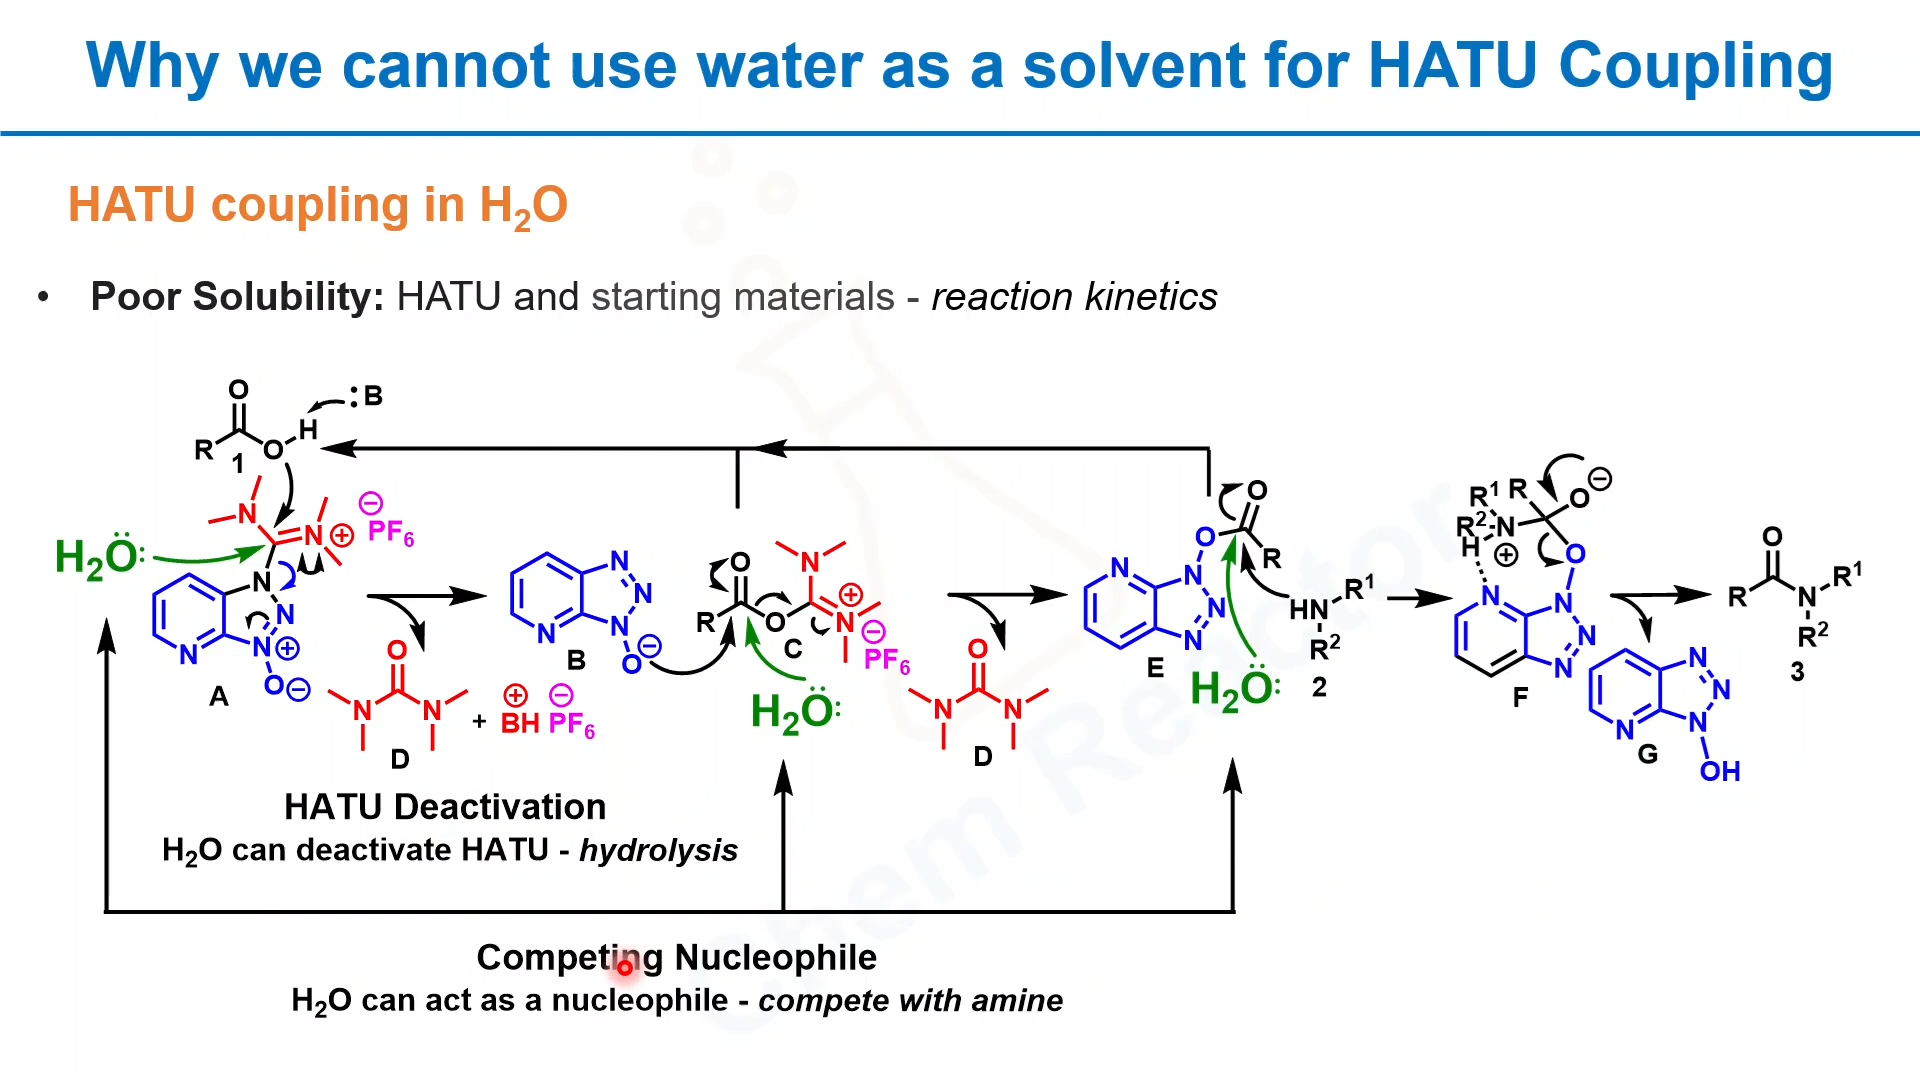 Why we cannot use water as a solvent for HATU Coupling
HATU coupling in H₂O
• Poor Solubility: HATU and starting materials - reaction kinetics
O
:B
H
R
O
1
N
N
⊕
⊖
PF₆
H₂Ö:
N
N
N
⊕
N
O
⊖
A
O
N
N
D
+
⊕
BH
⊖
PF₆
N
N
N
N
O
⊖
B
O
R
O
N
N
⊕
⊖
PF₆
C
H₂Ö:
O
N
N
D
O
O
R
N
N
N
N
E
H₂Ö:
HN
R¹
R²
2
R¹
R
O
⊖
R²
N
H
⊕
O
N
N
N
N
F
N
N
N
N
OH
G
O
R
N
R¹
R²
3
HATU Deactivation
H₂O can deactivate HATU - hydrolysis
Competing Nucleophile
H₂O can act as a nucleophile - compete with amine
Chem Reactor